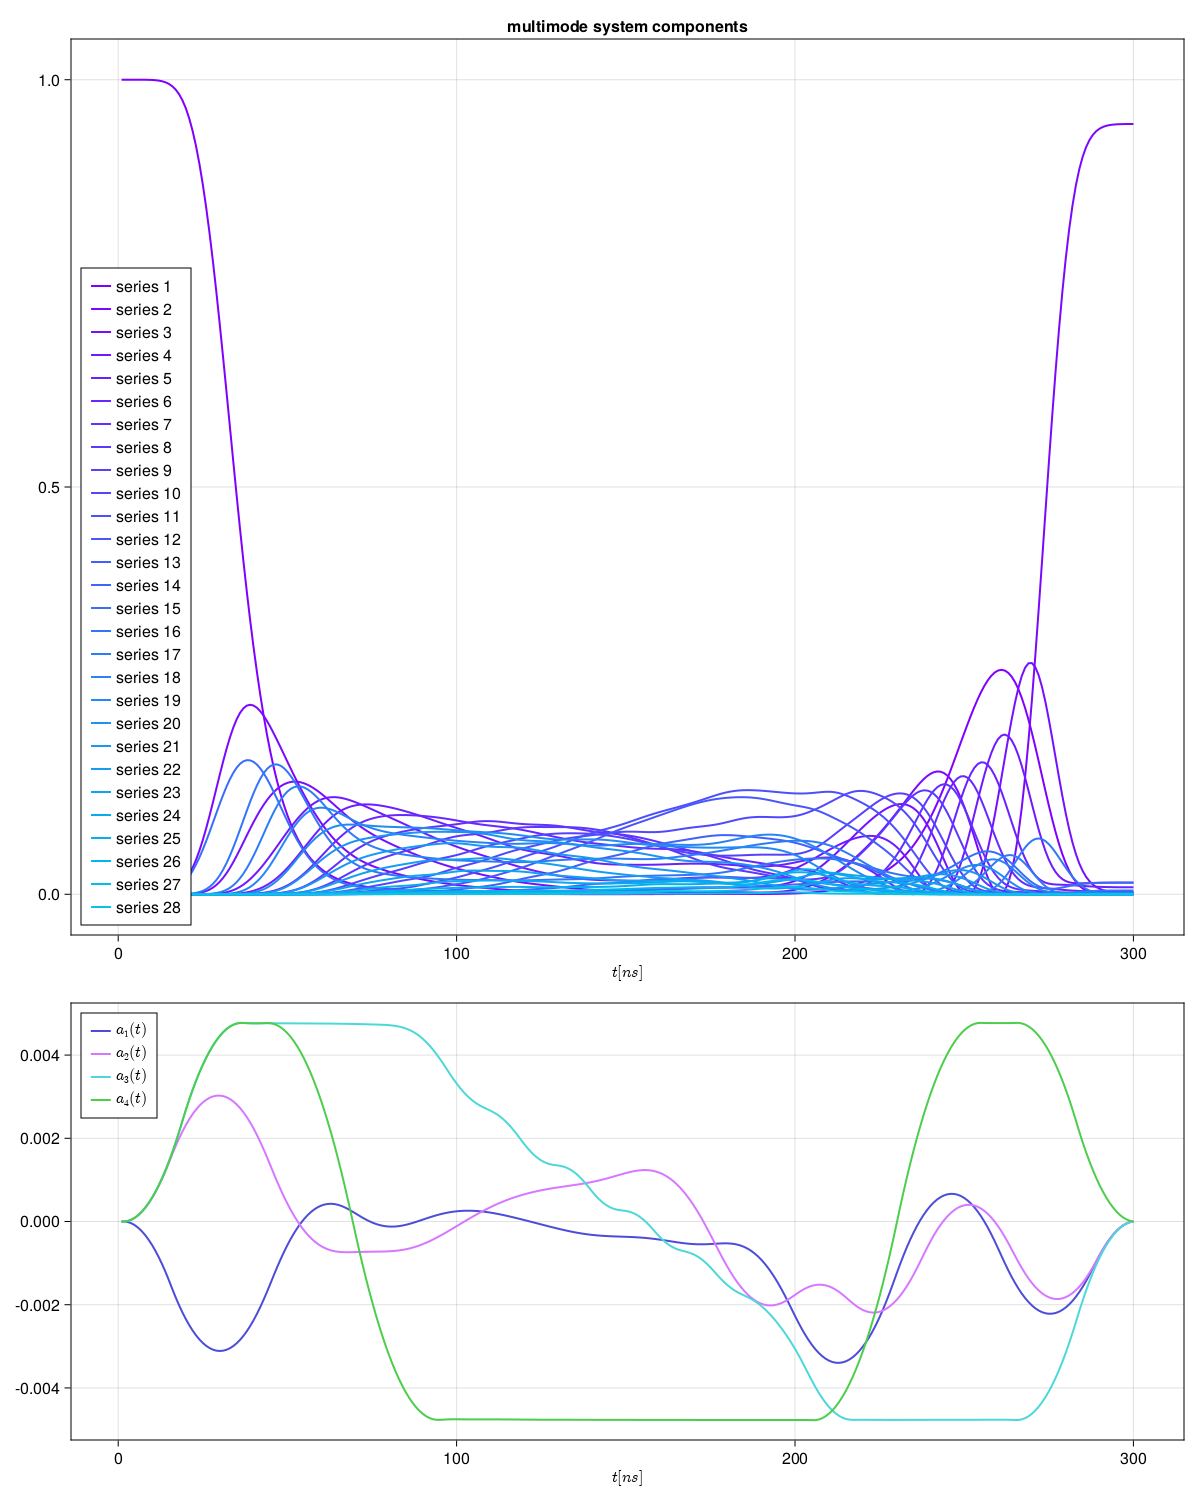 multimode system components
1.0
0.5
0.0
series 1
series 2
series 3
series 4
series 5
series 6
series 7
series 8
series 9
series 10
series 11
series 12
series 13
series 14
series 15
series 16
series 17
series 18
series 19
series 20
series 21
series 22
series 23
series 24
series 25
series 26
series 27
series 28
0 100 200 300
t[ns]
0.004
0.002
0.000
-0.002
-0.004
a₁(t)
a₂(t)
a₃(t)
a₄(t)
0 100 200 300
t[ns]